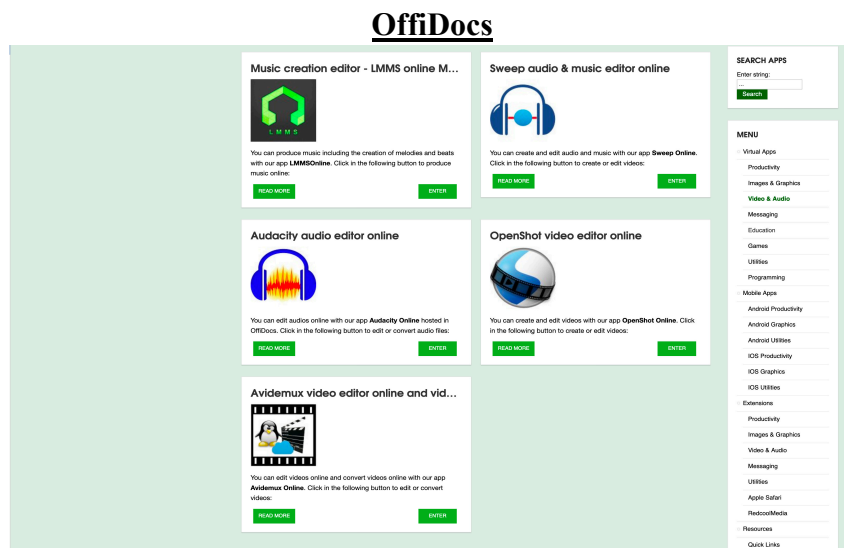 OffiDocs
Music creation editor - LMMS online M...
LMMS
You can produce music including the creation of melodies and beats
with our app LMMSOnline. Click in the following button to produce
music online:
READ MORE
ENTER
Sweep audio & music editor online
You can create and edit audio and music with our app Sweep Online.
Click in the following button to create or edit videos:
READ MORE
ENTER
Audacity audio editor online
You can edit audios online with our app Audacity Online hosted in
OffiDocs. Click in the following button to edit or convert audio files:
READ MORE
ENTER
OpenShot video editor online
You can create and edit videos with our app OpenShot Online. Click
in the following button to create or edit videos:
READ MORE
ENTER
Avidemux video editor online and vid...
You can edit videos online and convert videos online with our app
Avidemux Online. Click in the following button to edit or convert
videos:
READ MORE
ENTER
SEARCH APPS
Enter string:
...
Search
MENU
Virtual Apps
Productivity
Images & Graphics
Video & Audio
Messaging
Education
Games
Utilities
Programming
Mobile Apps
Android Productivity
Android Graphics
Android Utilities
IOS Productivity
IOS Graphics
IOS Utilities
Extensions
Productivity
Images & Graphics
Video & Audio
Messaging
Utilities
Apple Safari
RedcoolMedia
Resources
Quick Links